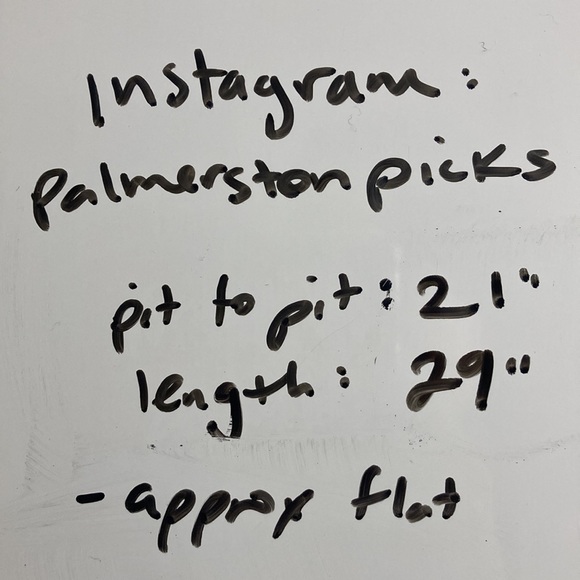 Instagram:
palmerston picks
pit to pit: 21"
length: 29"
- approx flat